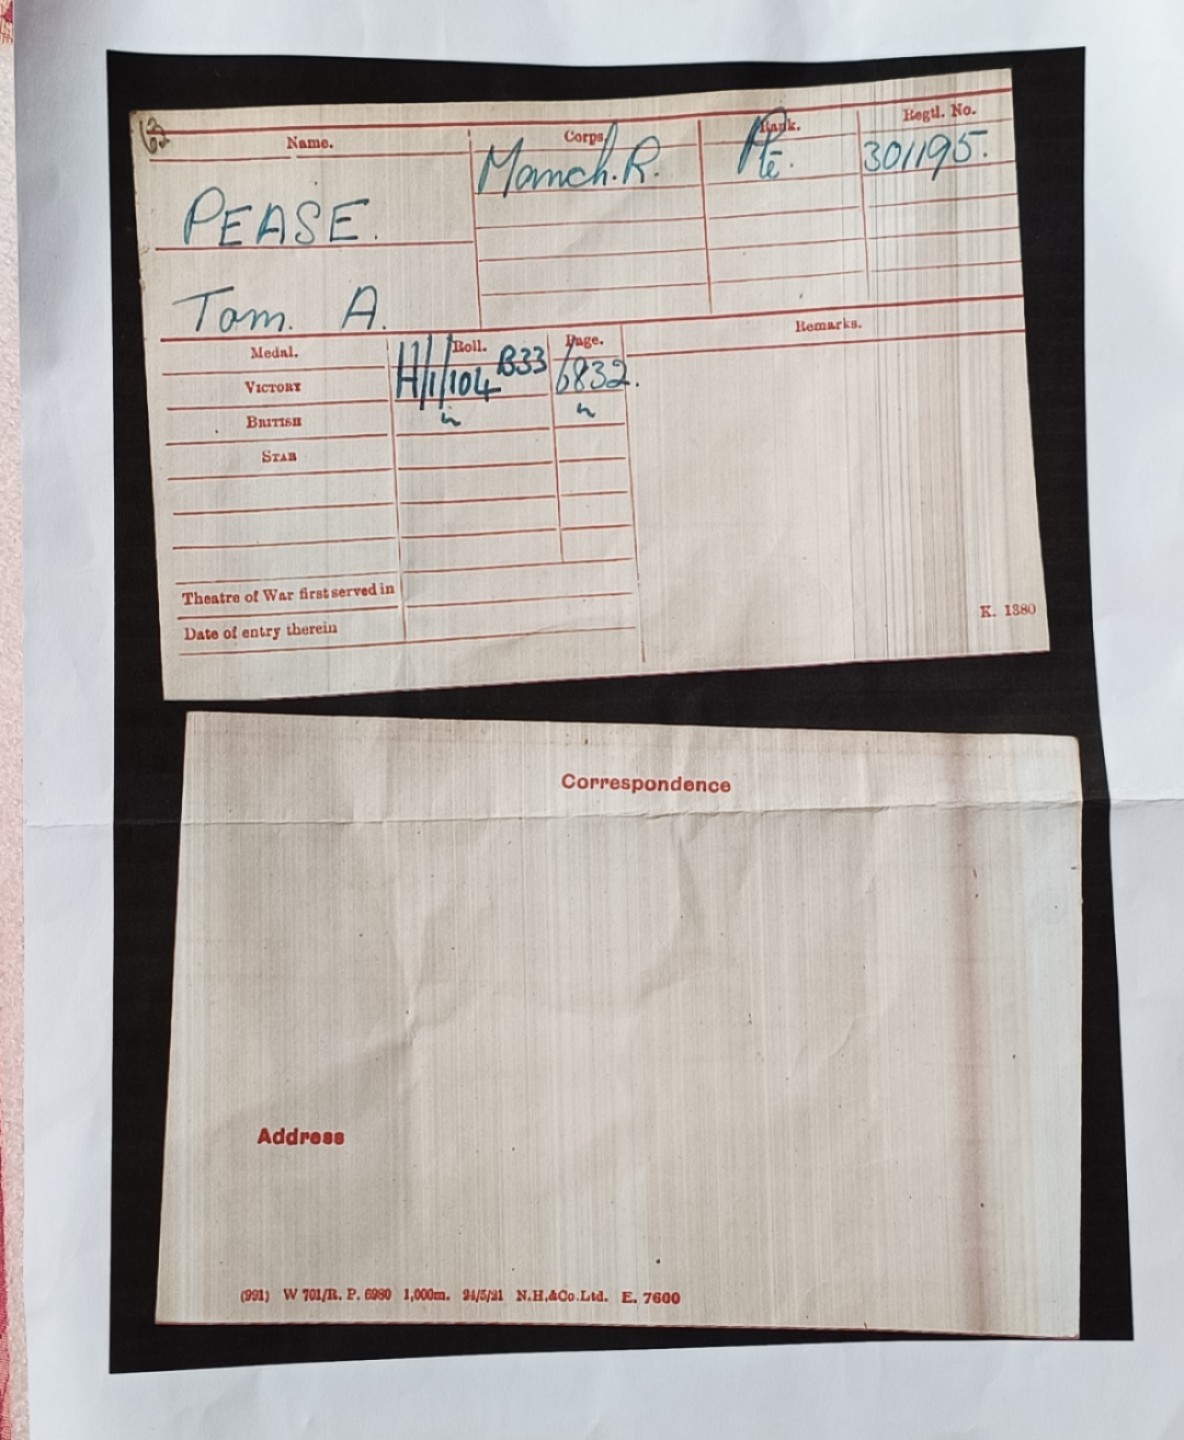 Name. Corps. Rank. Regtl. No.
PEASE. Manch. R. Pte. 301195.
Tom. A.
Medal. Roll. Page. Remarks.
VICTORY H/1/104 B33 6832.
BRITISH " "
STAR
Theatre of War first served in
Date of entry therein
K. 1380
Correspondence
Address
(991) W 701/R. P. 6980 1,000m. 24/5/21 N.H.&Co.Ltd. E. 7600